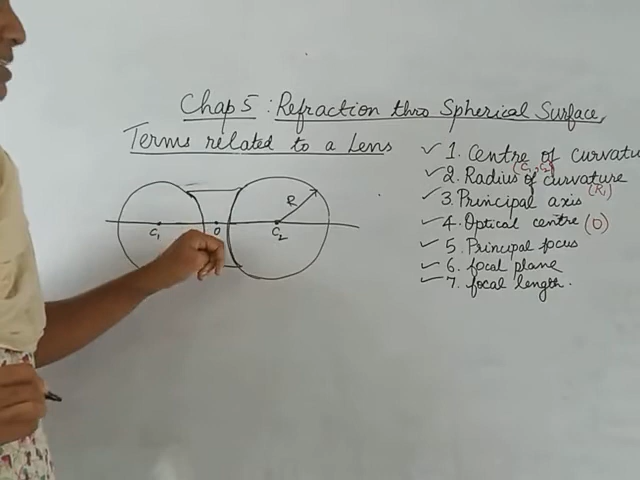 Chap 5 : Refraction thro Spherical Surface,
Terms related to a Lens
1. Centre of curvatu
(C1, C2)
2. Radius of curvature
(R1)
3. Principal axis
4. Optical centre (O)
5. Principal focus
6. focal plane
7. focal length.
R
C1 O C2